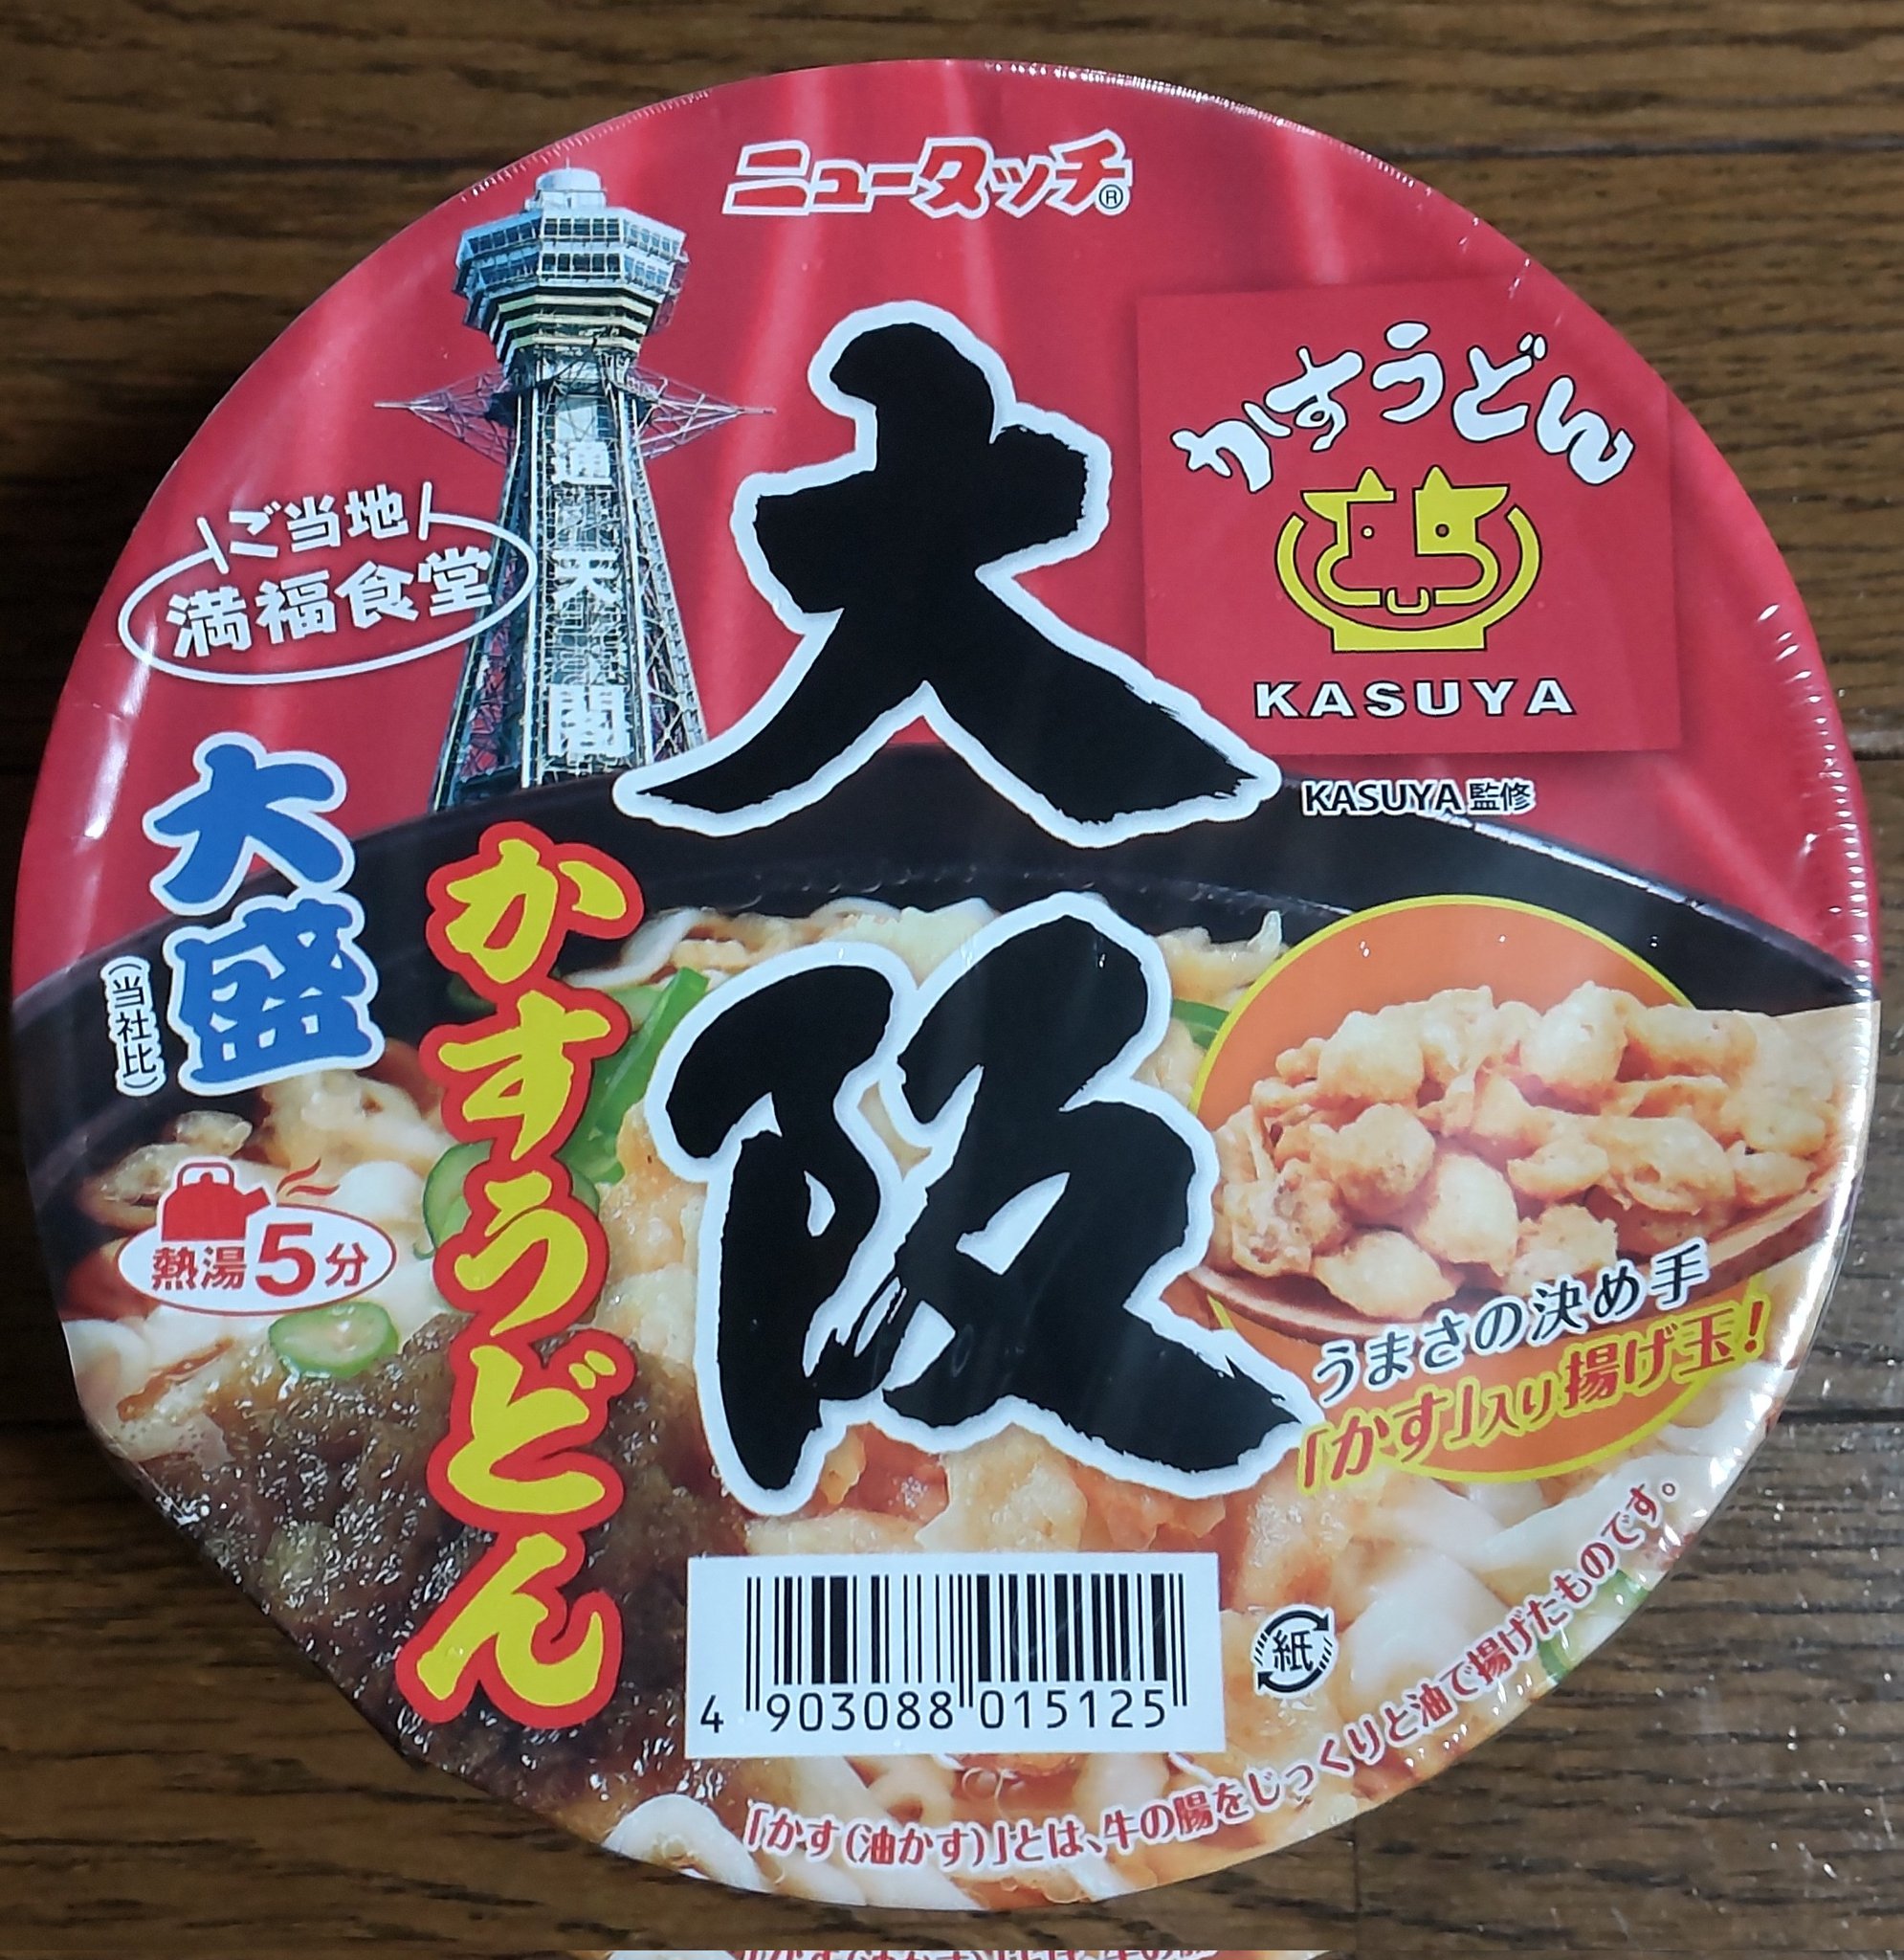 ニュータッチ®
かすうどん
KASUYA
KASUYA監修
ご当地
満福食堂
通天閣
大阪
かすうどん
大盛
(当社比)
熱湯5分
うまさの決め手
「かす」入り揚げ玉!
「かす(油かす)」とは、牛の腸をじっくりと油で揚げたものです。
4 903088 015125
紙